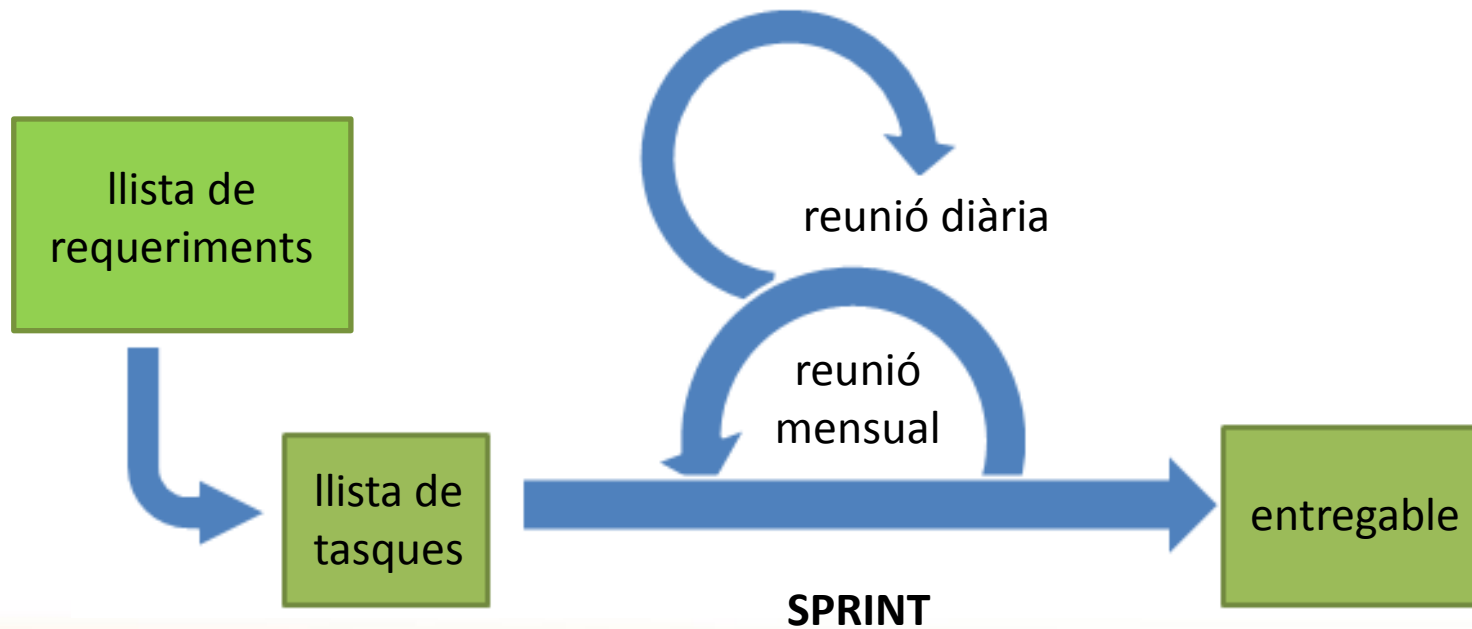 llista de
requeriments
reunió diària
reunió
mensual
llista de
tasques
entregable
SPRINT